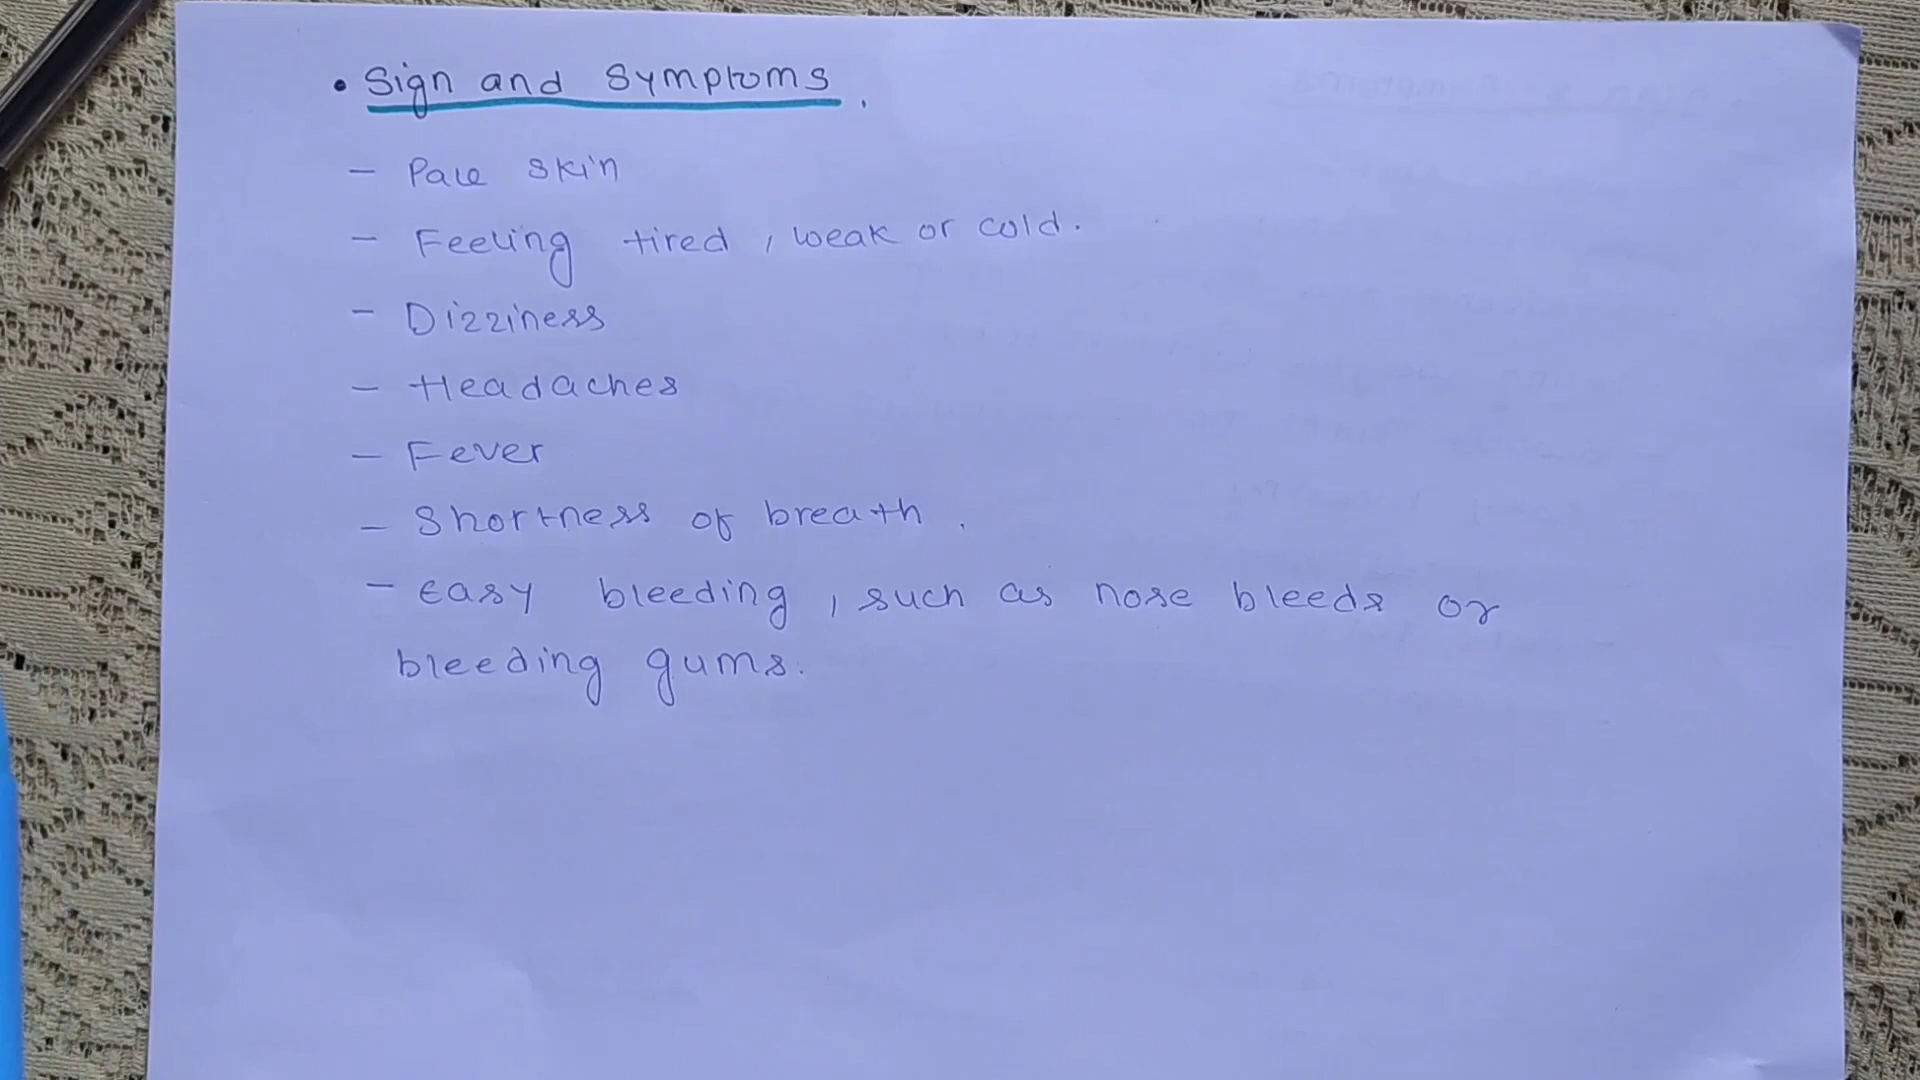 • Sign and Symptoms.
- Pale skin
- Feeling tired, weak or cold.
- Dizziness
- Headaches
- Fever
- Shortness of breath.
- Easy bleeding, such as nose bleeds or
bleeding gums.